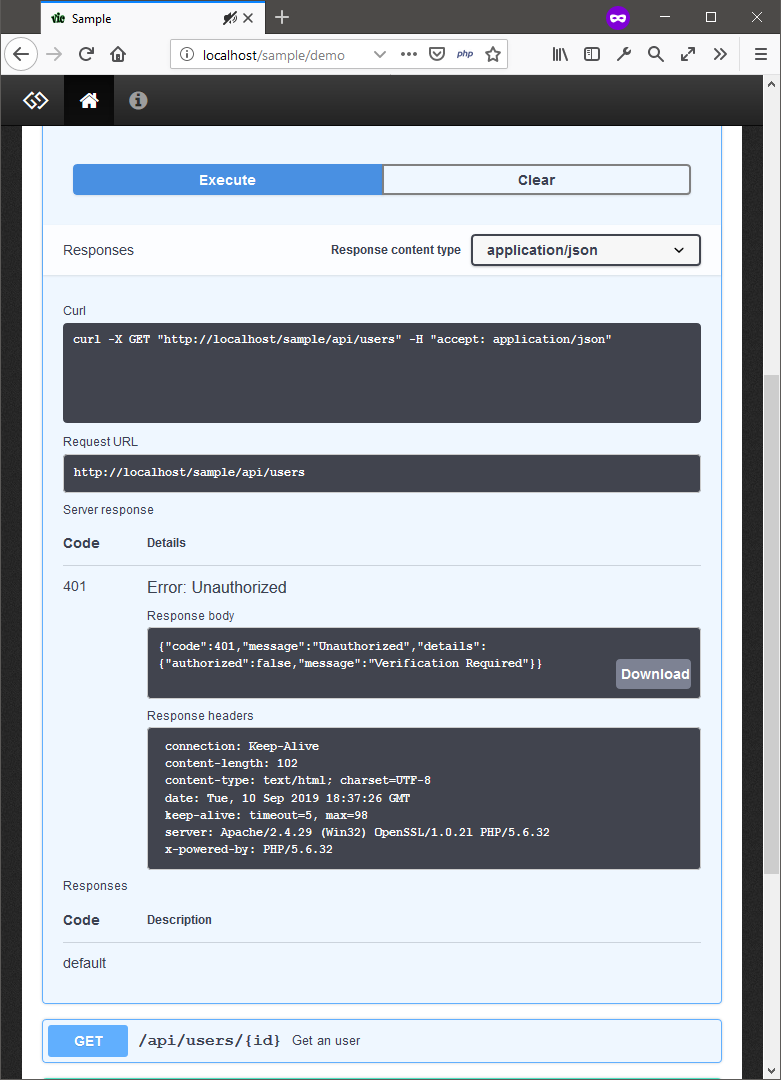 Sample
localhost/sample/demo
php
Execute
Clear
Responses
Response content type
application/json
Curl
curl -X GET "http://localhost/sample/api/users" -H "accept: application/json"
Request URL
http://localhost/sample/api/users
Server response
Code
Details
401
Error: Unauthorized
Response body
{"code":401,"message":"Unauthorized","details":
{"authorized":false,"message":"Verification Required"}}
Download
Response headers
connection: Keep-Alive
content-length: 102
content-type: text/html; charset=UTF-8
date: Tue, 10 Sep 2019 18:37:26 GMT
keep-alive: timeout=5, max=98
server: Apache/2.4.29 (Win32) OpenSSL/1.0.2l PHP/5.6.32
x-powered-by: PHP/5.6.32
Responses
Code
Description
default
GET
/api/users/{id}
Get an user